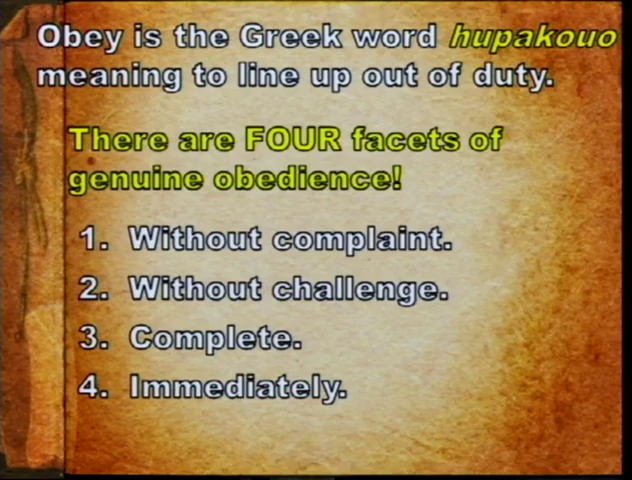 Obey is the Greek word hupakouo
meaning to line up out of duty.
There are FOUR facets of
genuine obedience!
1. Without complaint.
2. Without challenge.
3. Complete.
4. Immediately.